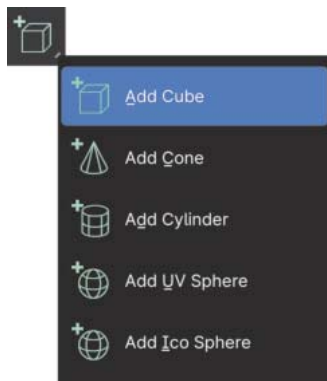 Add Cube
Add Cone
Add Cylinder
Add UV Sphere
Add Ico Sphere